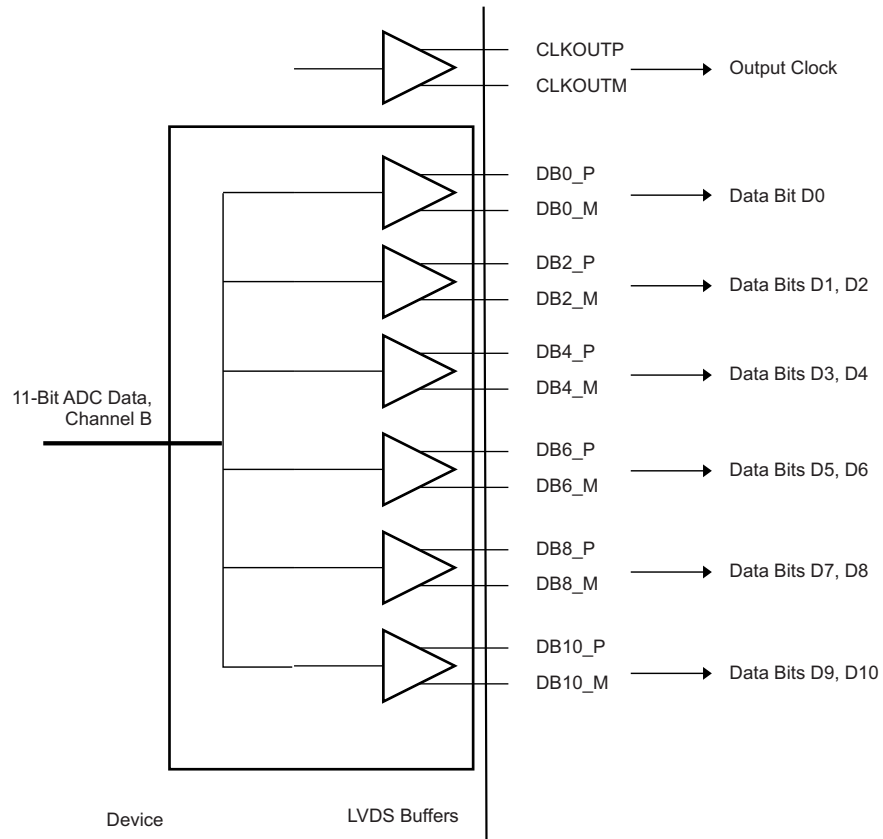 CLKOUTP
CLKOUTM
Output Clock
DB0_P
DB0_M
Data Bit D0
DB2_P
DB2_M
Data Bits D1, D2
DB4_P
DB4_M
Data Bits D3, D4
11-Bit ADC Data,
Channel B
DB6_P
DB6_M
Data Bits D5, D6
DB8_P
DB8_M
Data Bits D7, D8
DB10_P
DB10_M
Data Bits D9, D10
Device
LVDS Buffers